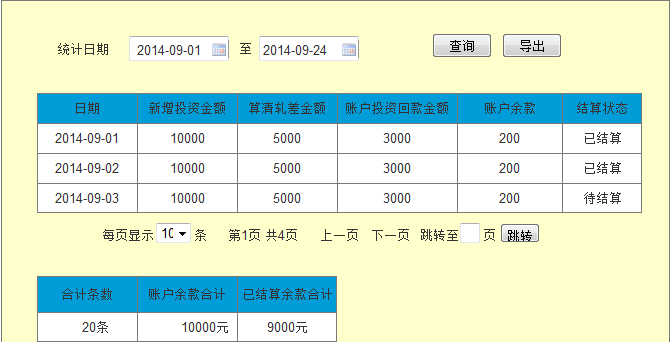 统计日期 2014-09-01 至 2014-09-24 查询 导出
日期 新增投资金额 算清轧差金额 账户投资回款金额 账户余款 结算状态
2014-09-01 10000 5000 3000 200 已结算
2014-09-02 10000 5000 3000 200 已结算
2014-09-03 10000 5000 3000 200 待结算
每页显示 10 条 第1页 共4页 上一页 下一页 跳转至 页 跳转
合计条数 账户余款合计 已结算余款合计
20条 10000元 9000元